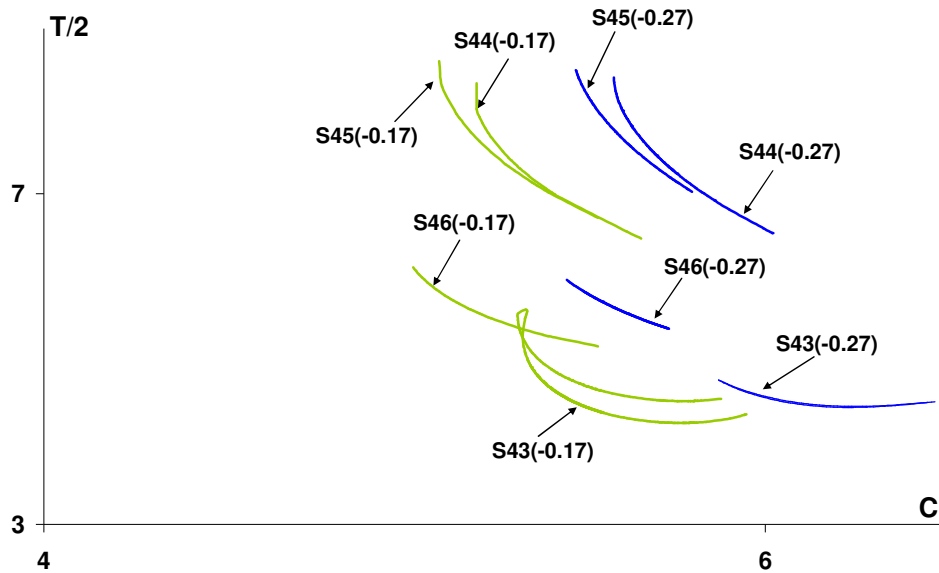 T/2
S45(-0.27)
S44(-0.17)
S45(-0.17)
S44(-0.27)
7
S46(-0.17)
S46(-0.27)
S43(-0.27)
S43(-0.17)
C
3
4
6